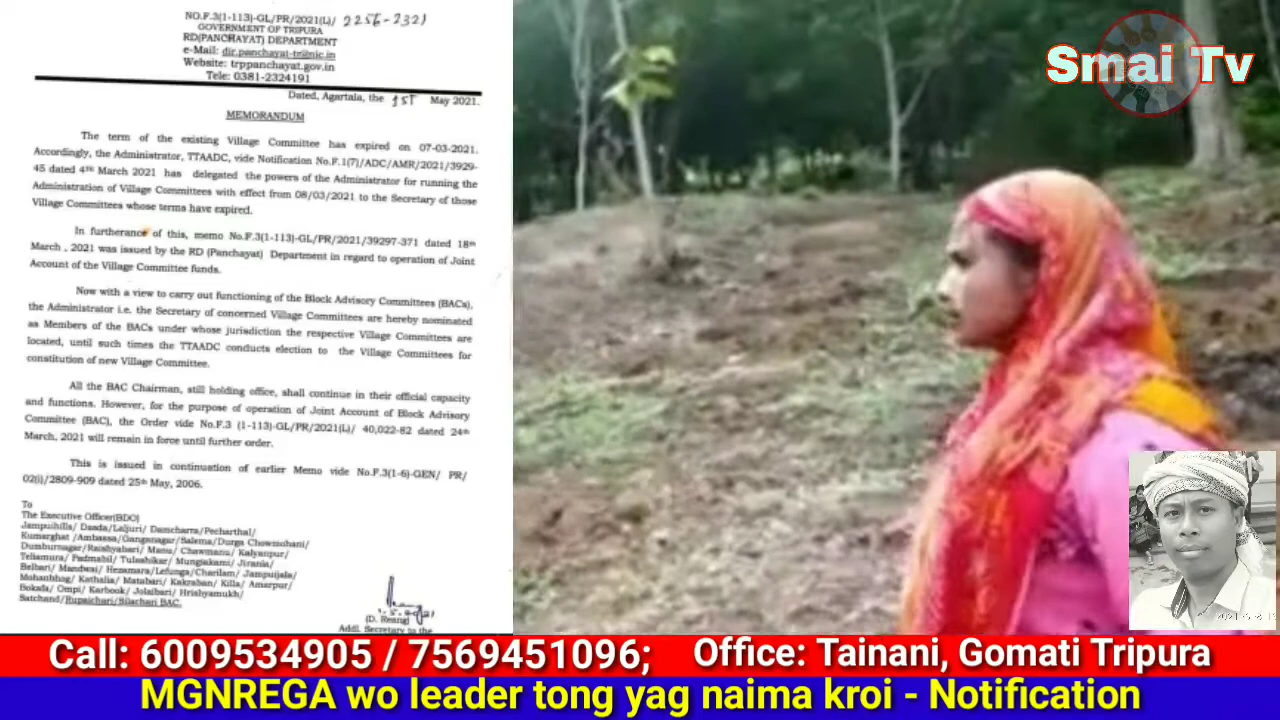 NO.F.3(1-113)-GL/PR/2021(L)/ 2256-2321
GOVERNMENT OF TRIPURA
RD(PANCHAYAT) DEPARTMENT
e-Mail: dir.panchayat-tr@nic.in
Website: trppanchayat.gov.in
Tele: 0381-2324191
Dated, Agartala, the 1ST May 2021.
MEMORANDUM
The term of the existing Village Committee has expired on 07-03-2021.
Accordingly, the Administrator, TTAADC, vide Notification No.F.1(7)/ADC/AMR/2021/3929-
45 dated 4TH March 2021 has delegated the powers of the Administrator for running the
Administration of Village Committees with effect from 08/03/2021 to the Secretary of those
Village Committees whose terms have expired.
In furtherance of this, memo No.F.3(1-113)-GL/PR/2021/39297-371 dated 18th
March , 2021 was issued by the RD (Panchayat) Department in regard to operation of Joint
Account of the Village Committee funds.
Now with a view to carry out functioning of the Block Advisory Committees (BACs),
the Administrator i.e. the Secretary of concerned Village Committees are hereby nominated
as Members of the BACs under whose jurisdiction the respective Village Committees are
located, until such times the TTAADC conducts election to the Village Committees for
constitution of new Village Committee.
All the BAC Chairman, still holding office, shall continue in their official capacity
and functions. However, for the purpose of operation of Joint Account of Block Advisory
Committee (BAC), the Order vide No.F.3 (1-113)-GL/PR/2021(L)/ 40,022-82 dated 24th
March, 2021 will remain in force until further order.
This is issued in continuation of earlier Memo vide No.F.3(1-6)-GEN/ PR/
02(i)/2809-909 dated 25th May, 2006.
To
The Executive Officer(BDO)
Jampuihills/ Dasda/Laljuri/ Damcharra/Pecharthal/
Kumarghat /Ambassa/Ganganagar/Salema/Durga Chowmuhani/
Dumburnagar/Raishyabari/ Manu/ Chawmanu/ Kalyanpur/
Teliamura/ Padmabil/ Tulashikar/ Mungiakami/ Jirania/
Belbari/ Mandwai/ Hezamara/Lefunga/Charilam/ Jampuijala/
Mohanbhog/ Kathalia/ Matabari/ Kakraban/ Killa/ Amarpur/
Bokafa/ Ompi/ Karbook/ Jolaibari/ Hrishyamukh/
Satchand/Rupaichari/Silachari BAC.
(D. Reang)
Addl. Secretary to the
Smai Tv
Call: 6009534905 / 7569451096; Office: Tainani, Gomati Tripura
MGNREGA wo leader tong yag naima kroi - Notification